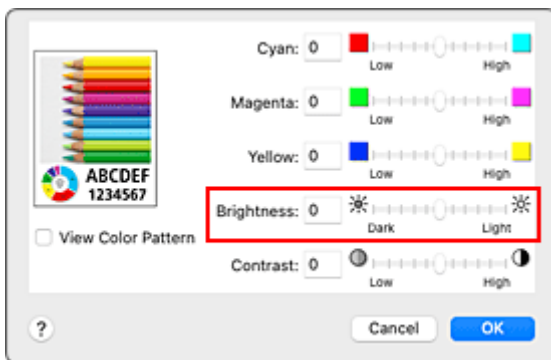 Cyan: 0
Low High
Magenta: 0
Low High
Yellow: 0
Low High
ABCDEF
1234567
Brightness: 0
Dark Light
View Color Pattern
Contrast: 0
Low High
? Cancel OK